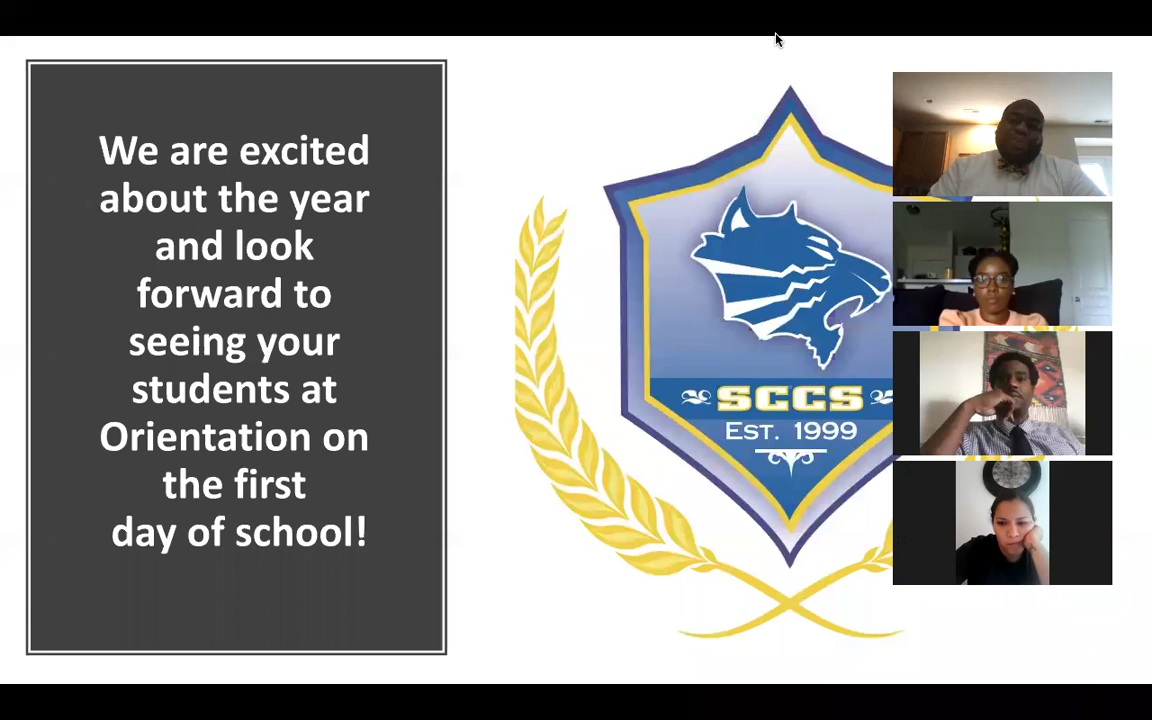 We are excited
about the year
and look
forward to
seeing your
students at
Orientation on
the first
day of school!
SCCS
Est. 1999